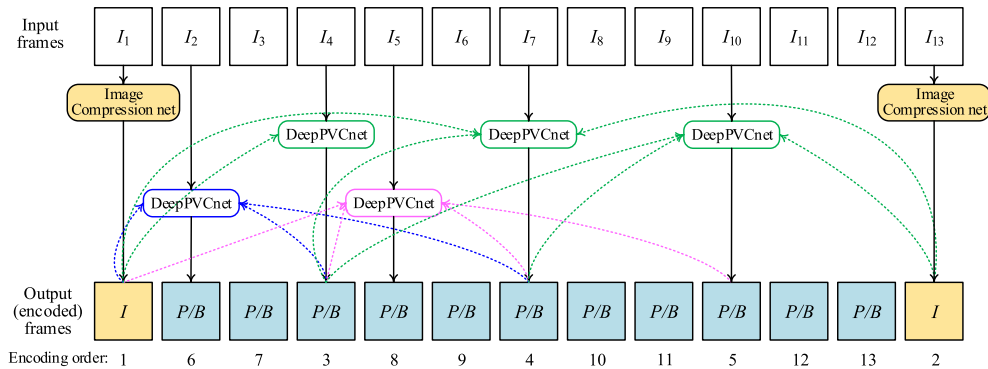 Input frames
I1 I2 I3 I4 I5 I6 I7 I8 I9 I10 I11 I12 I13
Image Compression net
Image Compression net
DeepPVCnet DeepPVCnet DeepPVCnet
DeepPVCnet DeepPVCnet
Output (encoded) frames
I P/B P/B P/B P/B P/B P/B P/B P/B P/B P/B P/B I
Encoding order: 1 6 7 3 8 9 4 10 11 5 12 13 2